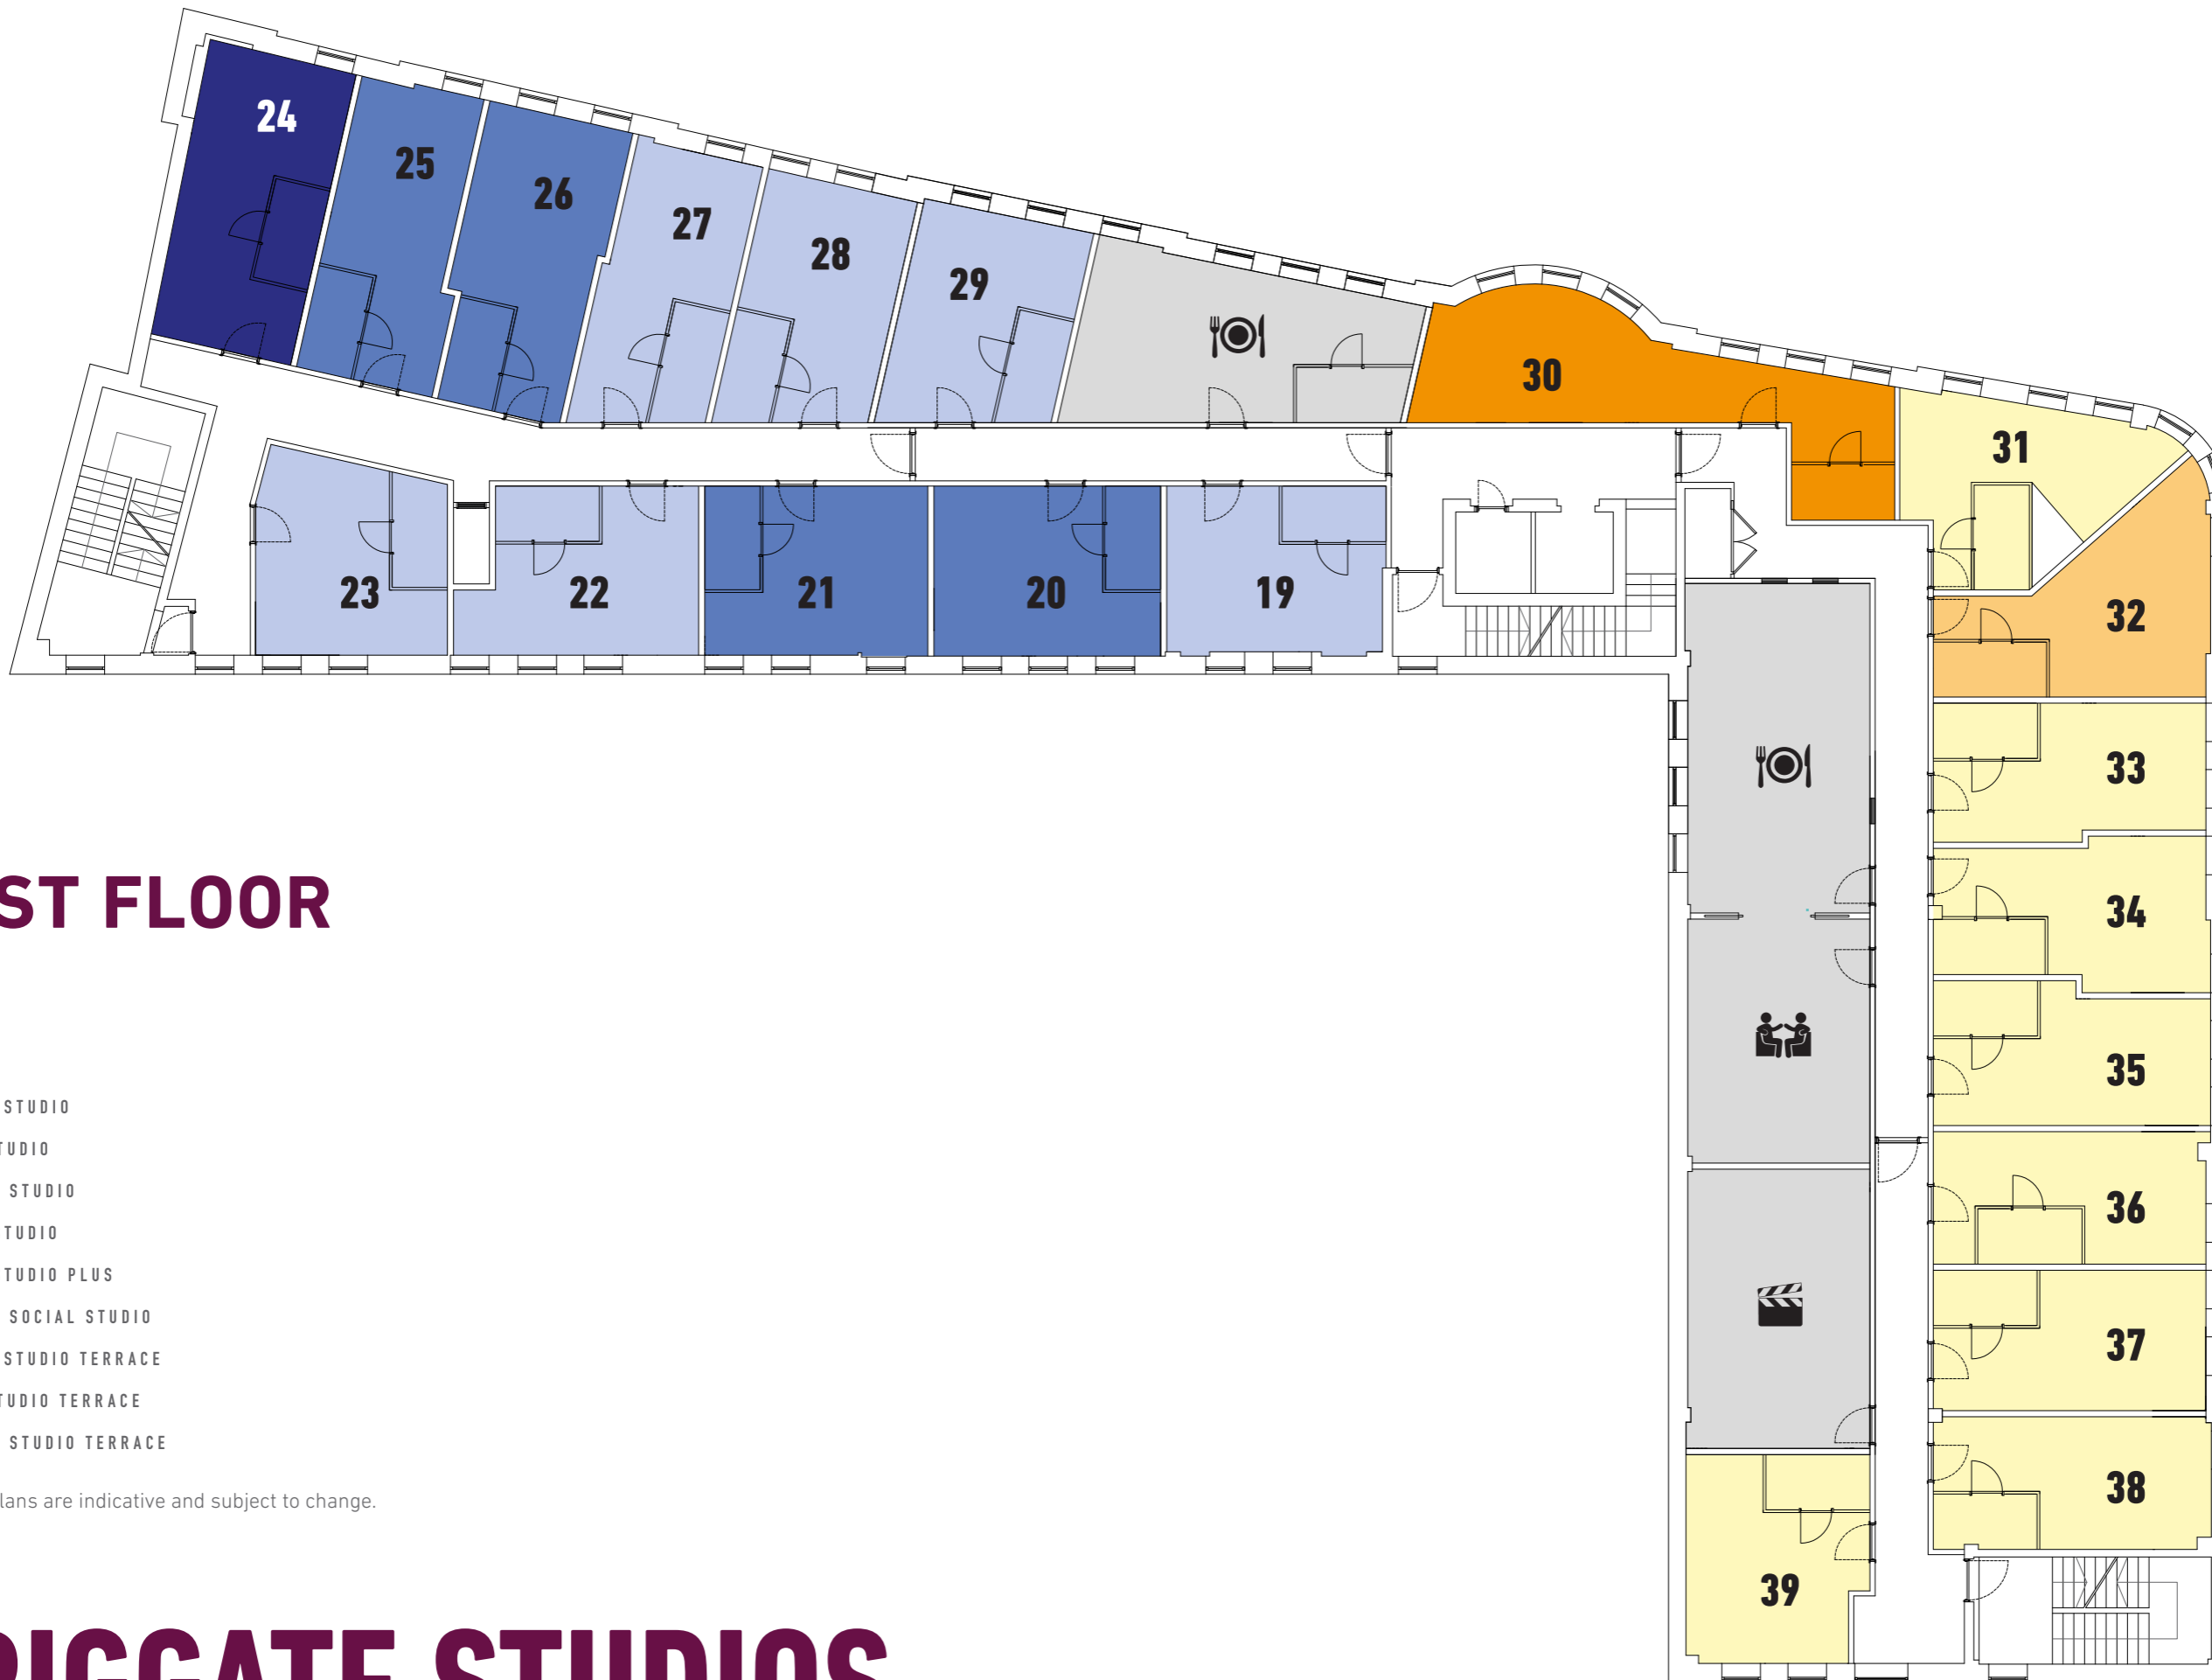 24
25
26
27
28
29
30
31
23
22
21
20
19
32
33
34
35
36
37
38
39
ST FLOOR
STUDIO
TUDIO
STUDIO
TUDIO
TUDIO PLUS
SOCIAL STUDIO
STUDIO TERRACE
TUDIO TERRACE
STUDIO TERRACE
lans are indicative and subject to change.
RIGGATE STUDIOS